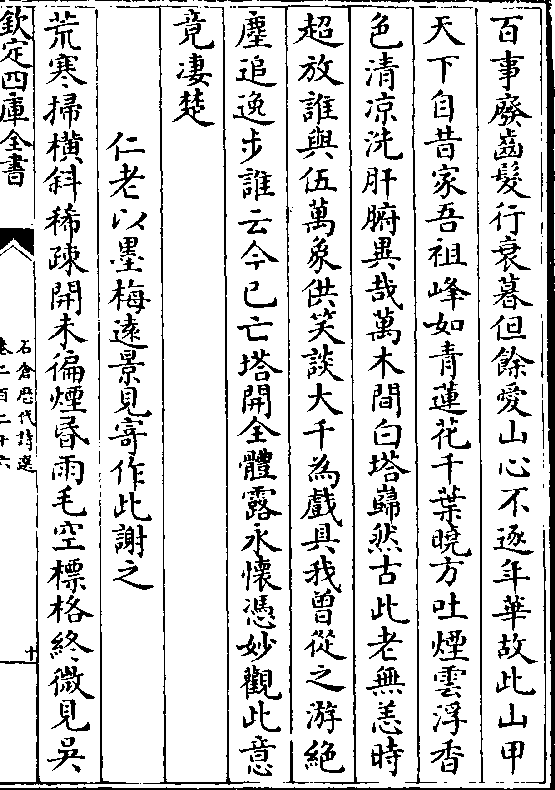 百事廢齒髮行衰暮但餘愛山心不逐年華故此山甲
天下自昔家吾祖峰如青蓮花千葉曉方吐煙雲浮香
色清凉洗肝腑異哉萬木間白塔巋然古此老無恙時
超放誰與伍萬象供笑談大千為戲具我曾從之游絶
塵追逸步誰云今已亡塔開全體露永懷憑妙觀此意
竟凄楚
仁老以墨梅遠景見寄作此謝之
荒寒掃橫斜稀疎開未徧煙昏雨毛空標格終微見吳
欽定四庫全書
石倉歷代詩選
卷二百二十六
十